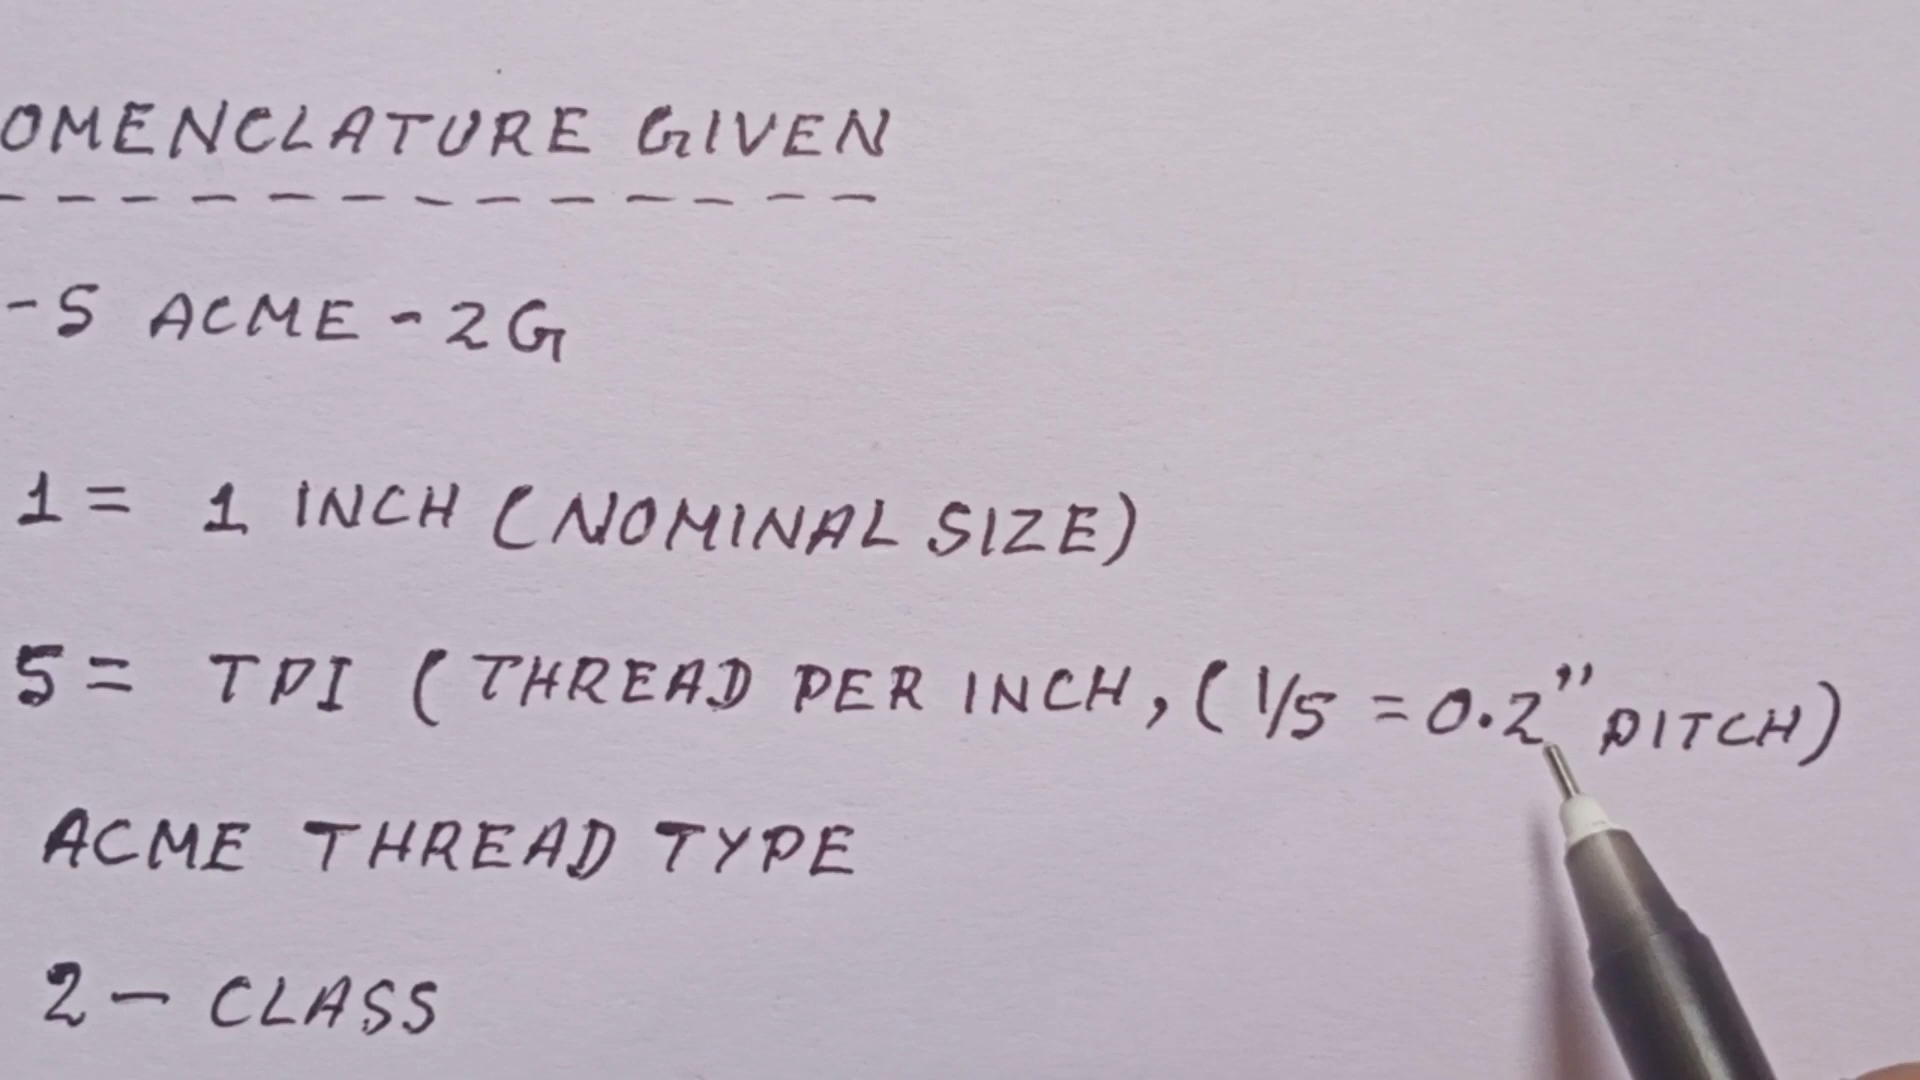 OMENCLATURE GIVEN
-5 ACME - 2G
1 = 1 INCH (NOMINAL SIZE)
5 = TPI (THREAD PER INCH, (1/5 = 0.2" PITCH)
ACME THREAD TYPE
2 - CLASS